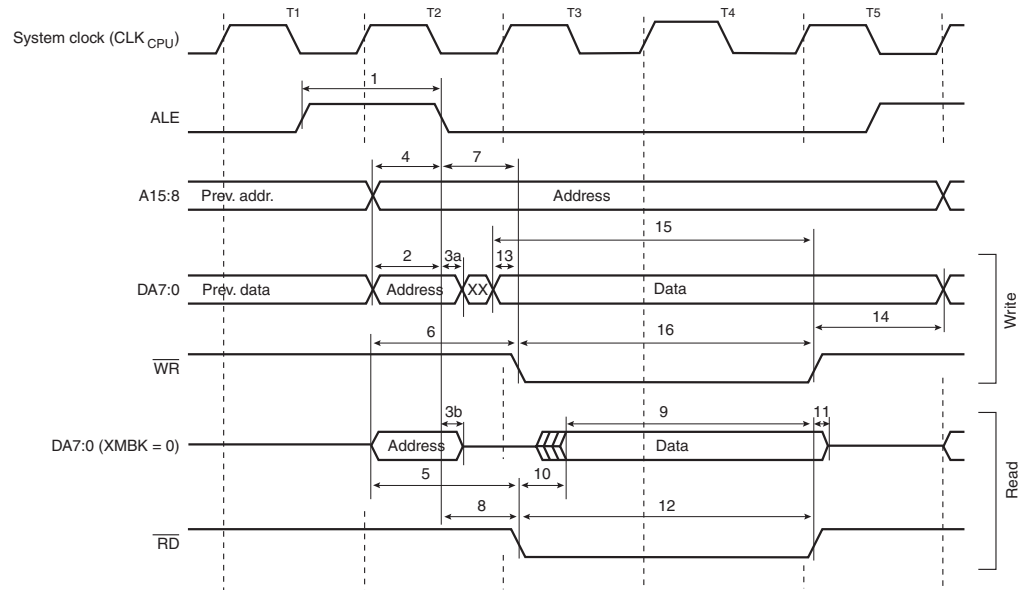 T1 T2 T3 T4 T5
System clock (CLK CPU)
1
ALE
4 7
A15:8 Prev. addr. Address
15
2 3a 13
DA7:0 Prev. data Address XX Data
14
6 16
WR
Write
3b 9 11
DA7:0 (XMBK = 0) Address Data
5 10
8 12
RD
Read